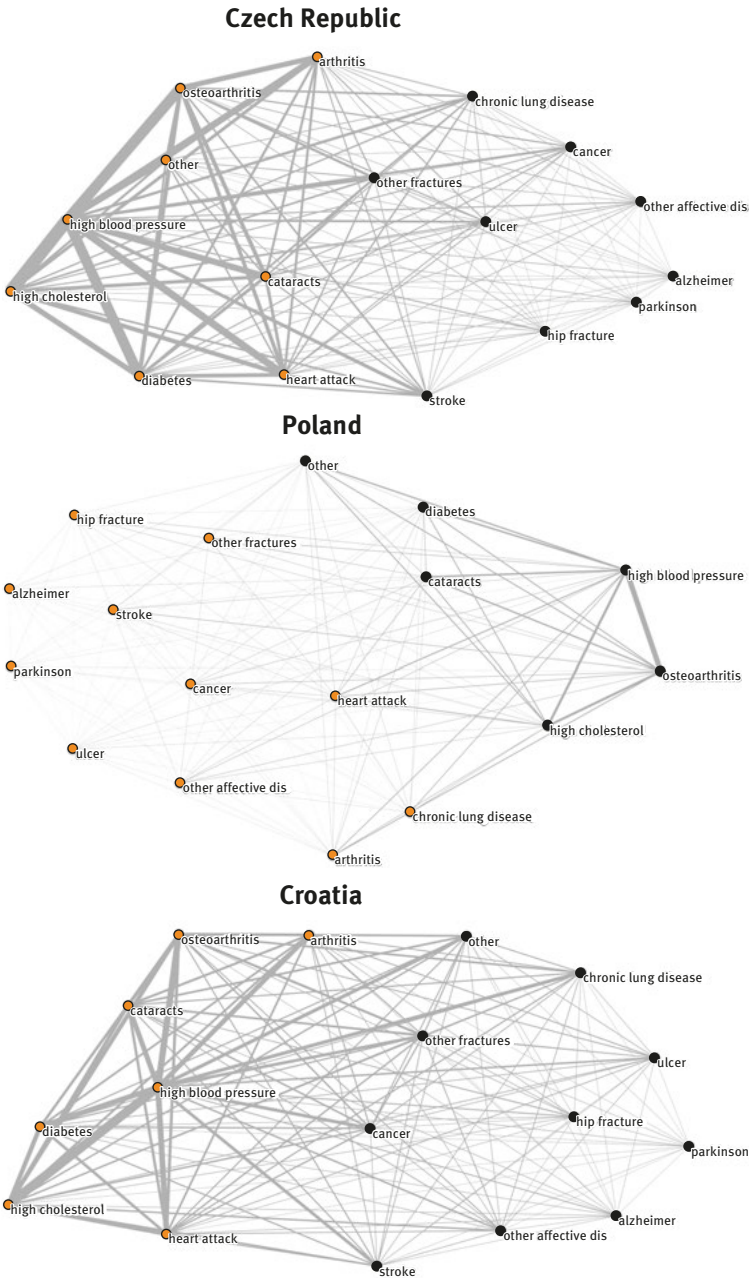 Czech Republic
arthritis
osteoarthritis
chronic lung disease
cancer
other
other fractures
other affective dis
high blood pressure
ulcer
cataracts
alzheimer
high cholesterol
parkinson
hip fracture
diabetes
heart attack
stroke
Poland
other
diabetes
hip fracture
other fractures
high blood pressure
cataracts
alzheimer
stroke
parkinson
osteoarthritis
cancer
heart attack
high cholesterol
ulcer
other affective dis
chronic lung disease
arthritis
Croatia
osteoarthritis
arthritis
other
chronic lung disease
cataracts
other fractures
ulcer
high blood pressure
hip fracture
diabetes
cancer
parkinson
high cholesterol
alzheimer
heart attack
other affective dis
stroke